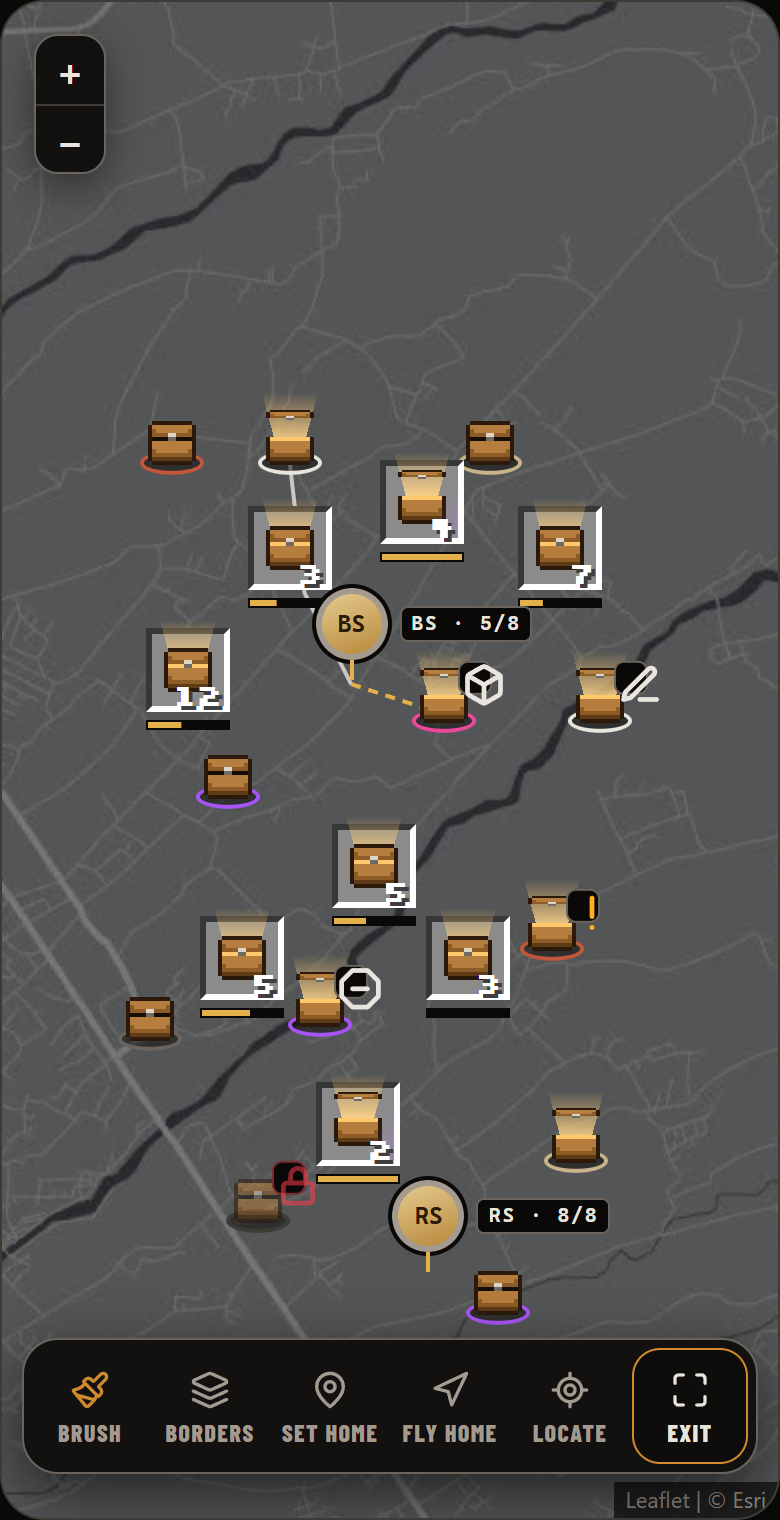 +
−
3
7
BS
BS · 5/8
12
5
5
3
2
RS
RS · 8/8
BRUSH
BORDERS
SET HOME
FLY HOME
LOCATE
EXIT
Leaflet | © Esri